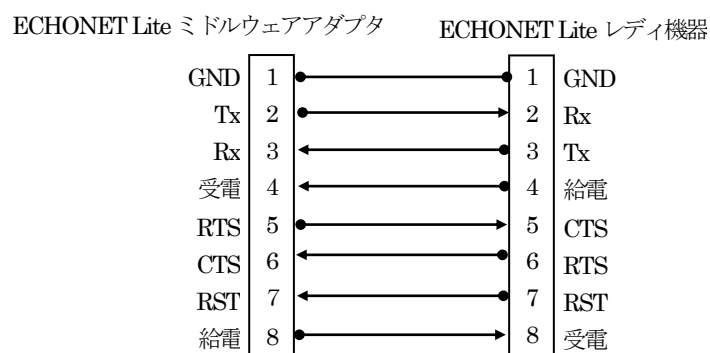 ECHONET Lite ミドルウェアアダプタ ECHONET Lite レディ機器
GND 1 1 GND
Tx 2 2 Rx
Rx 3 3 Tx
受電 4 4 給電
RTS 5 5 CTS
CTS 6 6 RTS
RST 7 7 RST
給電 8 8 受電